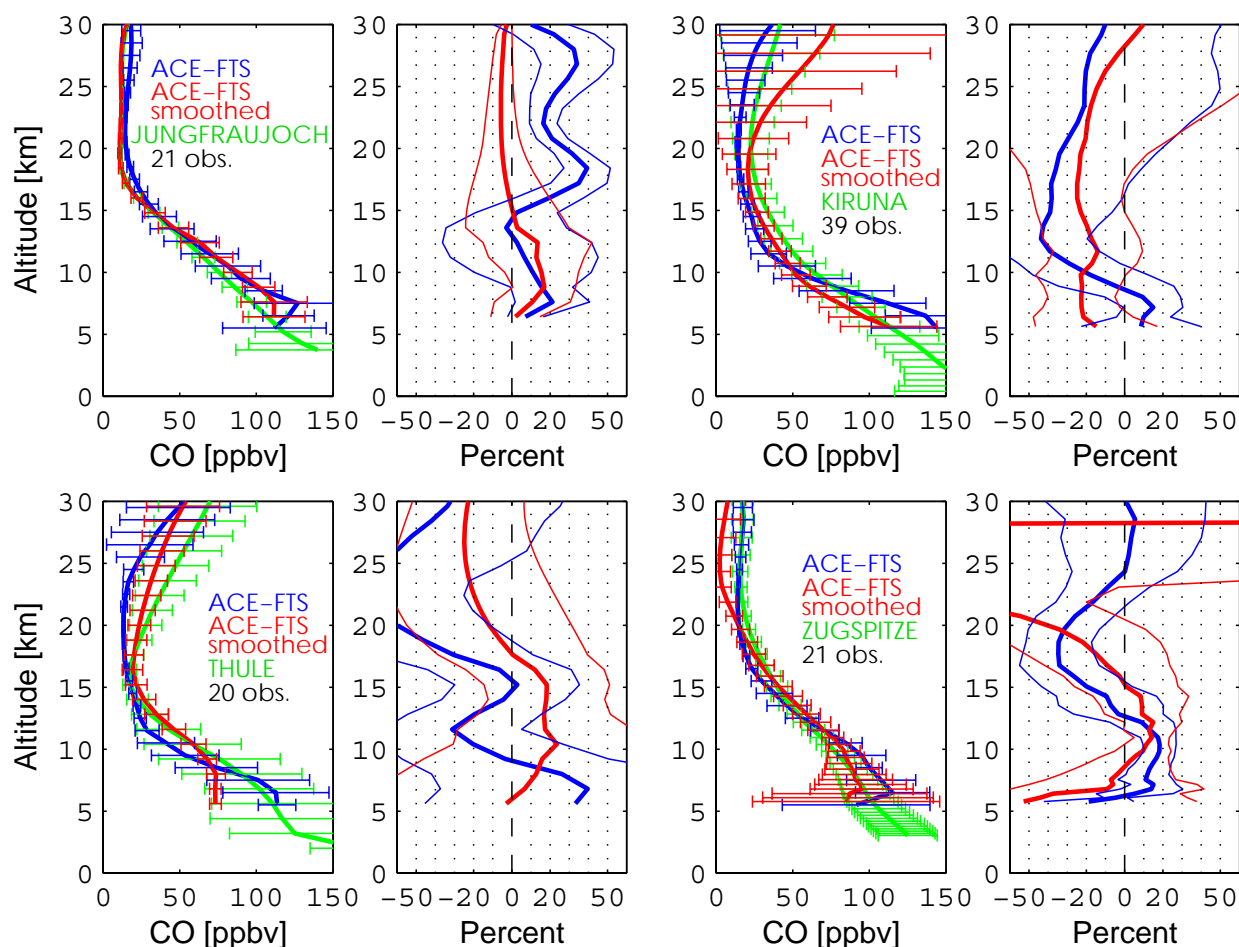 30
25
20
15
10
5
0
Altitude [km]
ACE−FTS
ACE−FTS
smoothed
JUNGFRAUJOCH
21 obs.
0 50 100 150
CO [ppbv]
30
25
20
15
10
5
0
−50 −20 0 20 50
Percent
30
25
20
15
10
5
0
ACE−FTS
ACE−FTS
smoothed
KIRUNA
39 obs.
0 50 100 150
CO [ppbv]
30
25
20
15
10
5
0
−50 −20 0 20 50
Percent
30
25
20
15
10
5
0
Altitude [km]
ACE−FTS
ACE−FTS
smoothed
THULE
20 obs.
0 50 100 150
CO [ppbv]
30
25
20
15
10
5
0
−50 −20 0 20 50
Percent
30
25
20
15
10
5
0
ACE−FTS
ACE−FTS
smoothed
ZUGSPITZE
21 obs.
0 50 100 150
CO [ppbv]
30
25
20
15
10
5
0
−50 −20 0 20 50
Percent